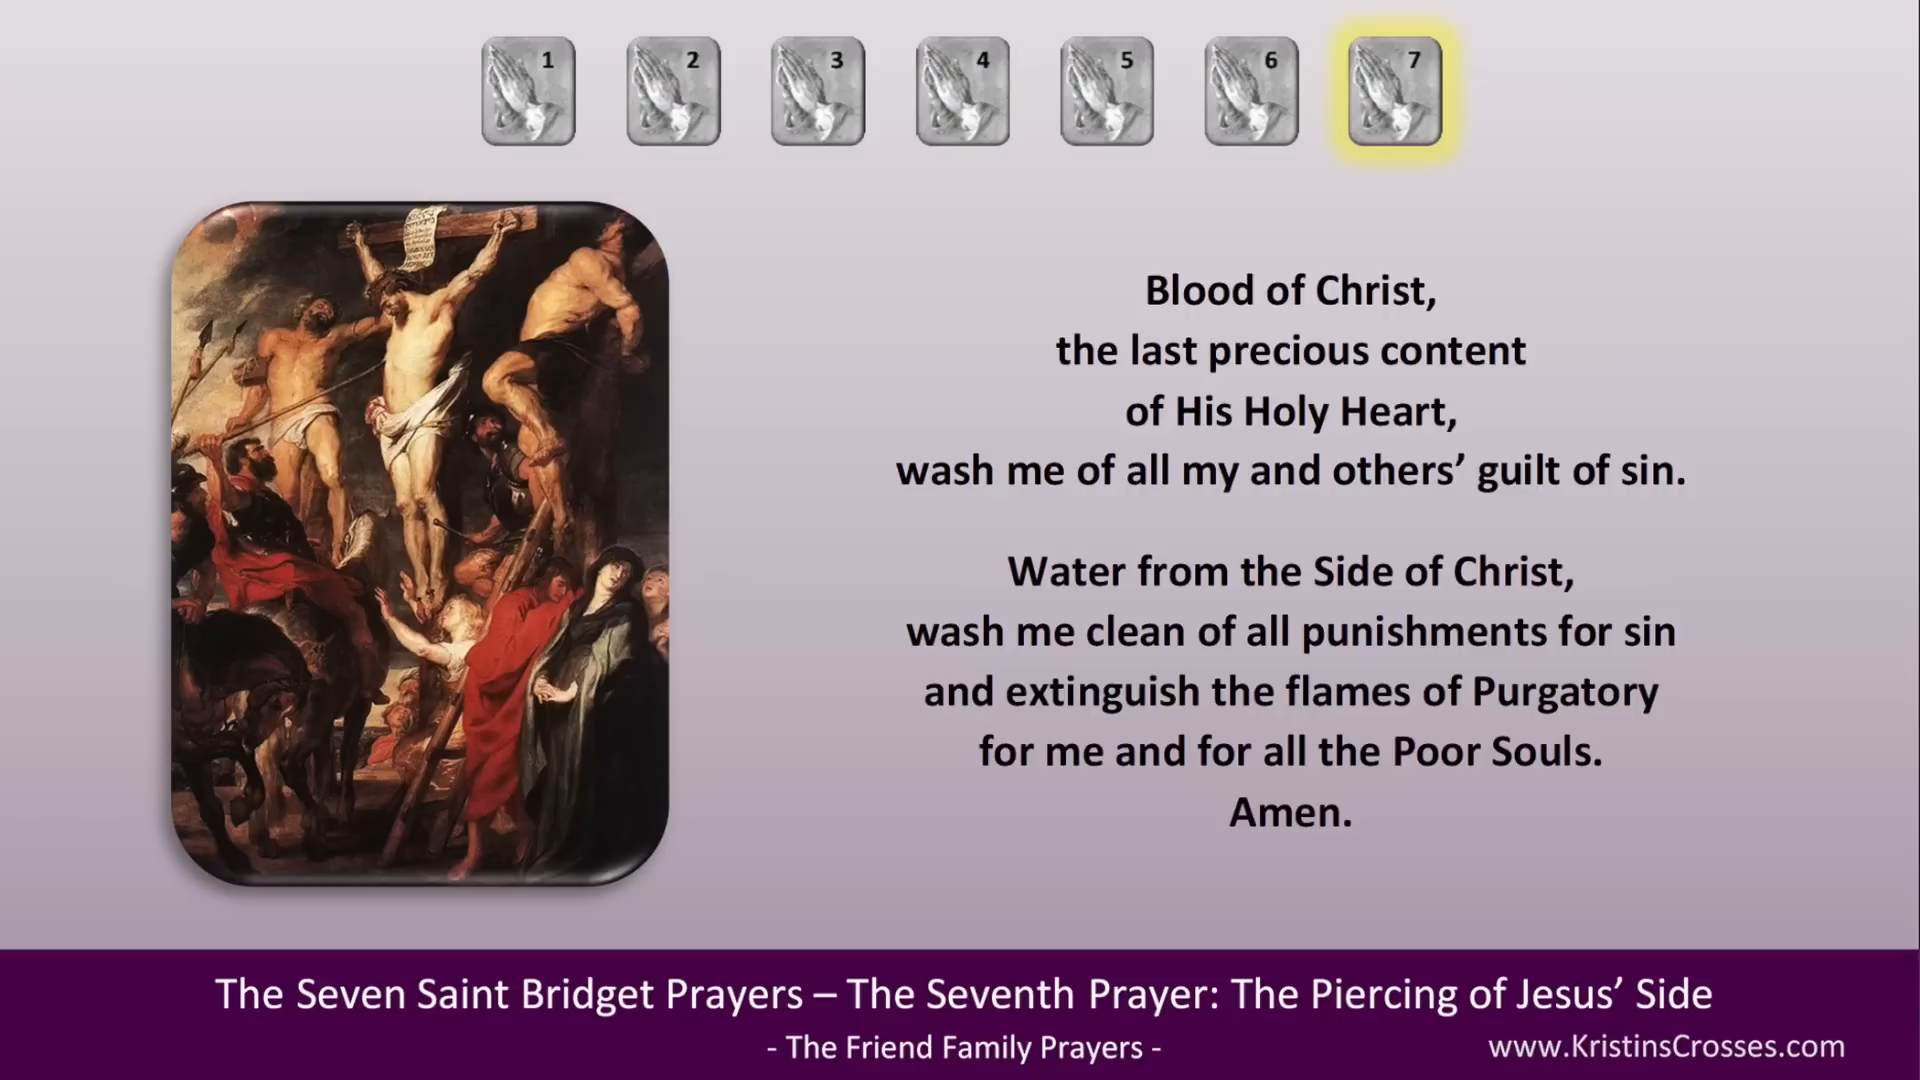 1 2 3 4 5 6 7
Blood of Christ,
the last precious content
of His Holy Heart,
wash me of all my and others’ guilt of sin.
Water from the Side of Christ,
wash me clean of all punishments for sin
and extinguish the flames of Purgatory
for me and for all the Poor Souls.
Amen.
The Seven Saint Bridget Prayers – The Seventh Prayer: The Piercing of Jesus’ Side
- The Friend Family Prayers -
www.KristinsCrosses.com